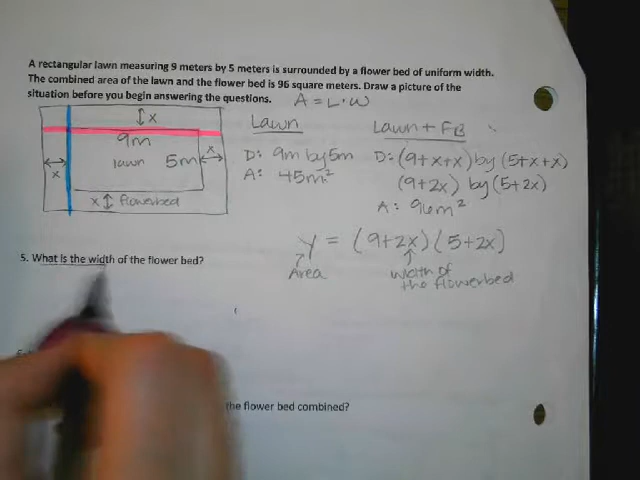 A rectangular lawn measuring 9 meters by 5 meters is surrounded by a flower bed of uniform width.
The combined area of the lawn and the flower bed is 96 square meters. Draw a picture of the
situation before you begin answering the questions. A = L·W
x
9m
lawn 5m x
x
x flowerbed
Lawn
D: 9m by 5m
A: 45m²
Lawn + FB
D: (9+x+x) by (5+x+x)
(9+2x) by (5+2x)
A: 96m²
y = (9+2x)(5+2x)
Area width of
the flowerbed
5. What is the width of the flower bed?
the flower bed combined?